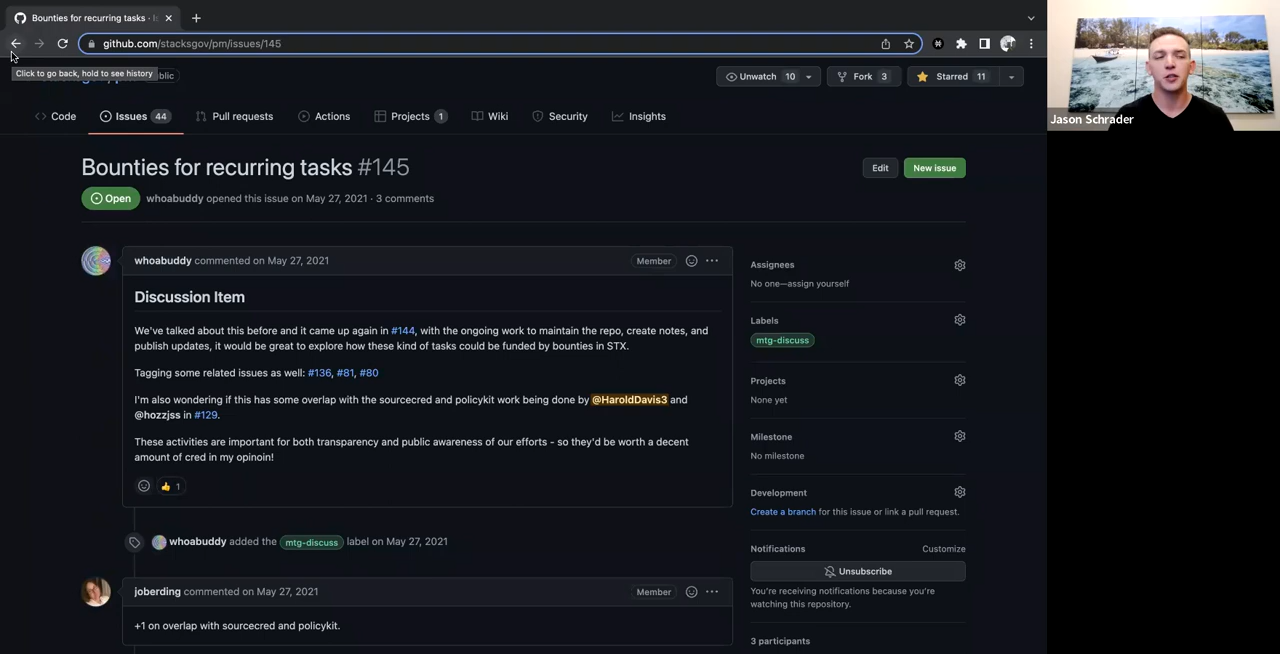 Bounties for recurring tasks ·
github.com/stacksgov/pm/issues/145
Click to go back, hold to see history
Unwatch 10
Fork 3
Starred 11
Code
Issues 44
Pull requests
Actions
Projects 1
Wiki
Security
Insights
Bounties for recurring tasks #145
Edit
New issue
Open
whoabuddy opened this issue on May 27, 2021 · 3 comments
whoabuddy commented on May 27, 2021
Member
Discussion Item
We've talked about this before and it came up again in #144, with the ongoing work to maintain the repo, create notes, and
publish updates, it would be great to explore how these kind of tasks could be funded by bounties in STX.
Tagging some related issues as well: #136, #81, #80
I'm also wondering if this has some overlap with the sourcecred and policykit work being done by @HaroldDavis3 and
@hozzjss in #129.
These activities are important for both transparency and public awareness of our efforts - so they'd be worth a decent
amount of cred in my opinoin!
👍 1
whoabuddy added the mtg-discuss label on May 27, 2021
joberding commented on May 27, 2021
Member
+1 on overlap with sourcecred and policykit.
Assignees
No one—assign yourself
Labels
mtg-discuss
Projects
None yet
Milestone
No milestone
Development
Create a branch for this issue or link a pull request.
Notifications
Customize
Unsubscribe
You're receiving notifications because you're
watching this repository.
3 participants
Jason Schrader